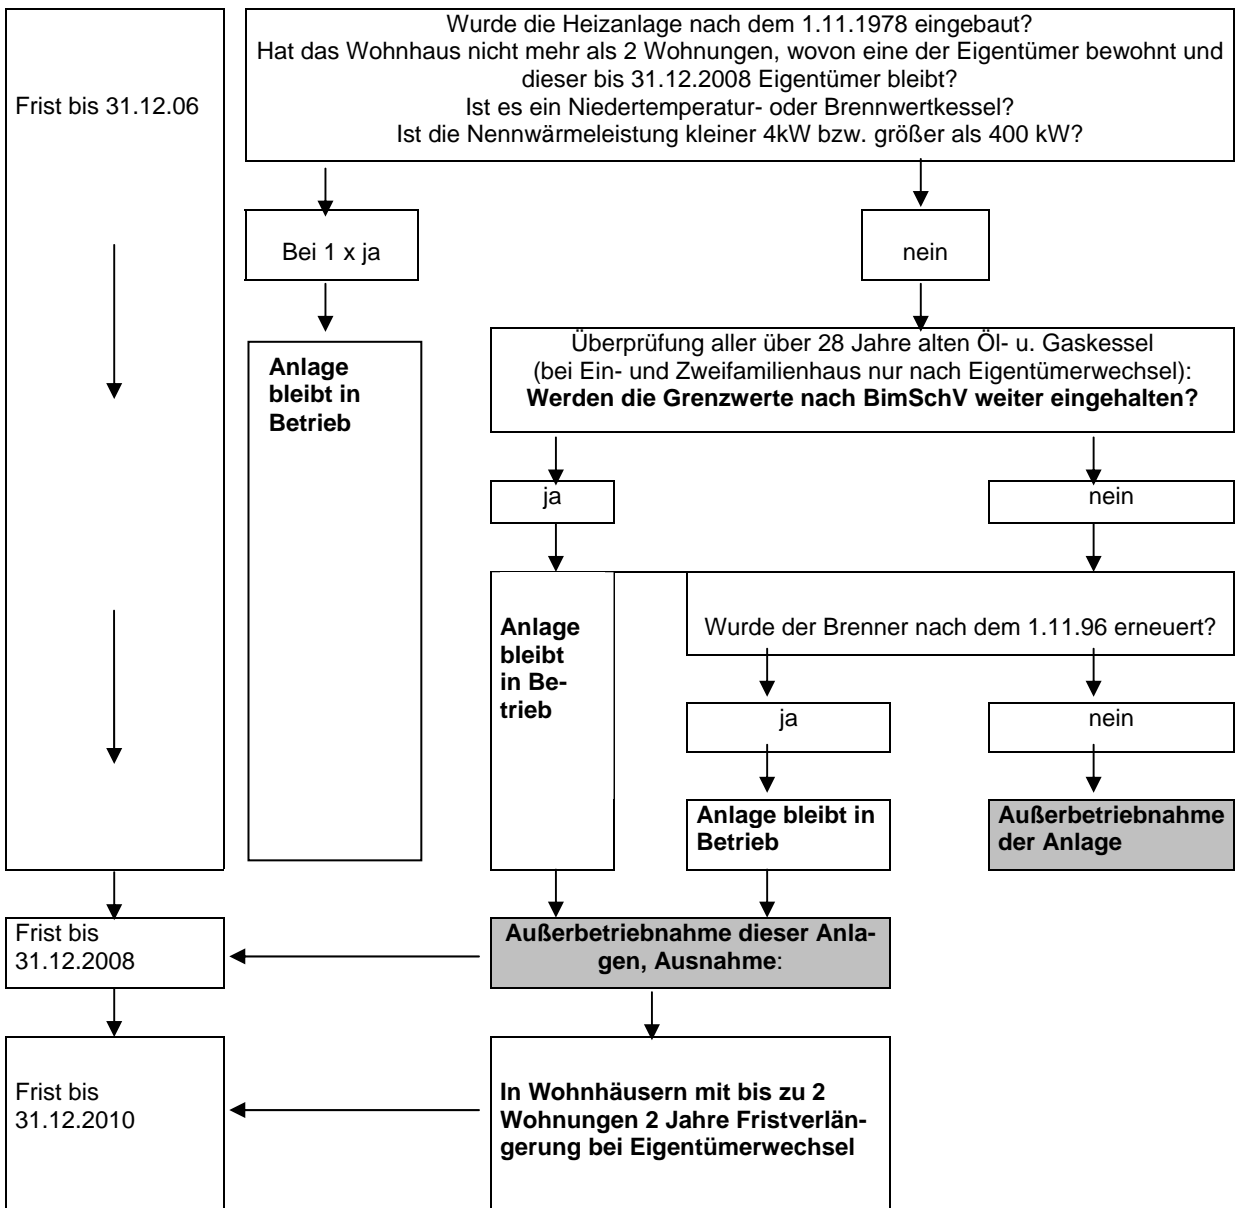 Wurde die Heizanlage nach dem 1.11.1978 eingebaut?
Hat das Wohnhaus nicht mehr als 2 Wohnungen, wovon eine der Eigentümer bewohnt und
dieser bis 31.12.2008 Eigentümer bleibt?
Ist es ein Niedertemperatur- oder Brennwertkessel?
Ist die Nennwärmeleistung kleiner 4kW bzw. größer als 400 kW?
Frist bis 31.12.06
Bei 1 x ja
nein
Anlage
bleibt in
Betrieb
Überprüfung aller über 28 Jahre alten Öl- u. Gaskessel
(bei Ein- und Zweifamilienhaus nur nach Eigentümerwechsel):
Werden die Grenzwerte nach BimSchV weiter eingehalten?
ja
nein
Anlage
bleibt
in Be-
trieb
Wurde der Brenner nach dem 1.11.96 erneuert?
ja
nein
Anlage bleibt in
Betrieb
Außerbetriebnahme
der Anlage
Frist bis
31.12.2008
Außerbetriebnahme dieser Anla-
gen, Ausnahme:
Frist bis
31.12.2010
In Wohnhäusern mit bis zu 2
Wohnungen 2 Jahre Fristverlän-
gerung bei Eigentümerwechsel